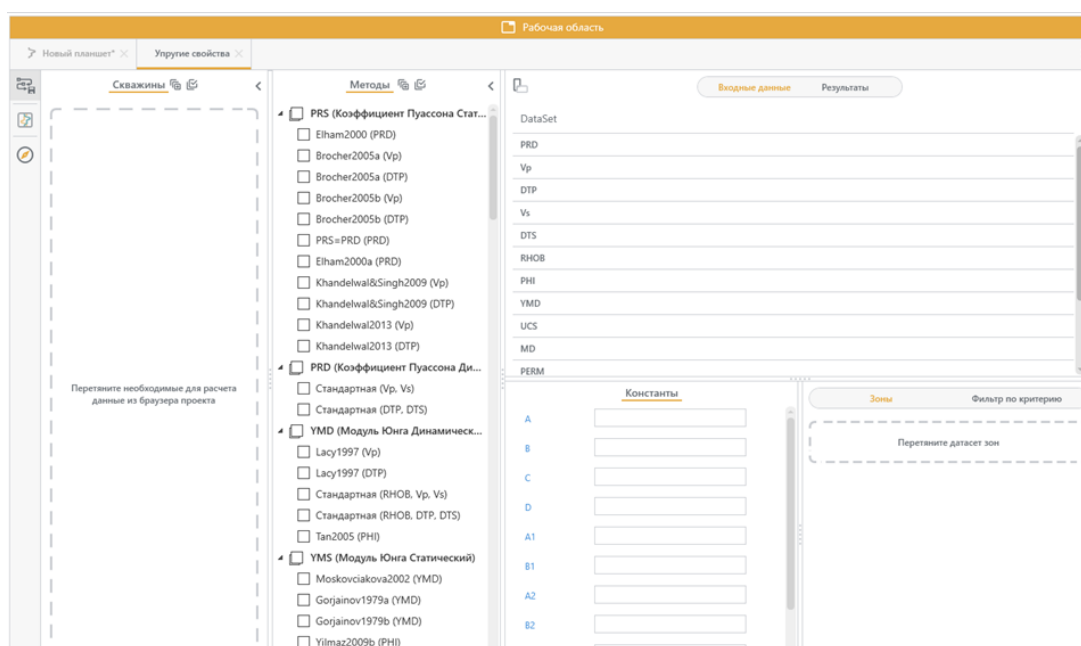 Рабочая область
Новый планшет*
Упругие свойства
Скважины
Перетяните необходимые для расчета
данные из браузера проекта
Методы
PRS (Коэффициент Пуассона Стат...
Elham2000 (PRD)
Brocher2005a (Vp)
Brocher2005a (DTP)
Brocher2005b (Vp)
Brocher2005b (DTP)
PRS=PRD (PRD)
Elham2000a (PRD)
Khandelwal&Singh2009 (Vp)
Khandelwal&Singh2009 (DTP)
Khandelwal2013 (Vp)
Khandelwal2013 (DTP)
PRD (Коэффициент Пуассона Ди...
Стандартная (Vp, Vs)
Стандартная (DTP, DTS)
YMD (Модуль Юнга Динамическ...
Lacy1997 (Vp)
Lacy1997 (DTP)
Стандартная (RHOB, Vp, Vs)
Стандартная (RHOB, DTP, DTS)
Tan2005 (PHI)
YMS (Модуль Юнга Статический)
Moskovciakova2002 (YMD)
Gorjainov1979a (YMD)
Gorjainov1979b (YMD)
Yilmaz2009b (PHI)
Входные данные
Результаты
DataSet
PRD
Vp
DTP
Vs
DTS
RHOB
PHI
YMD
UCS
MD
PERM
Константы
A
B
C
D
A1
B1
A2
B2
Зоны
Фильтр по критерию
Перетяните датасет зон